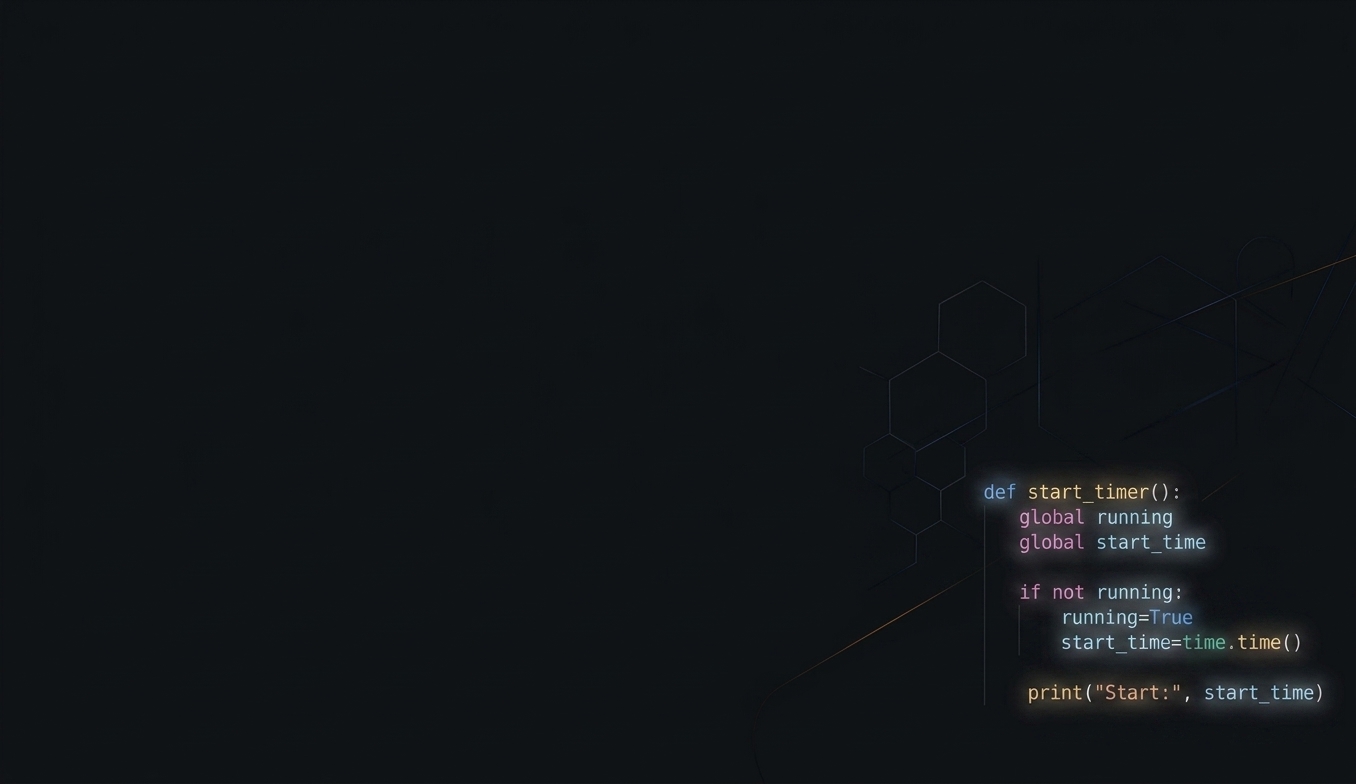 def start_timer():
global running
global start_time
if not running:
running=True
start_time=time.time()
print("Start:", start_time)